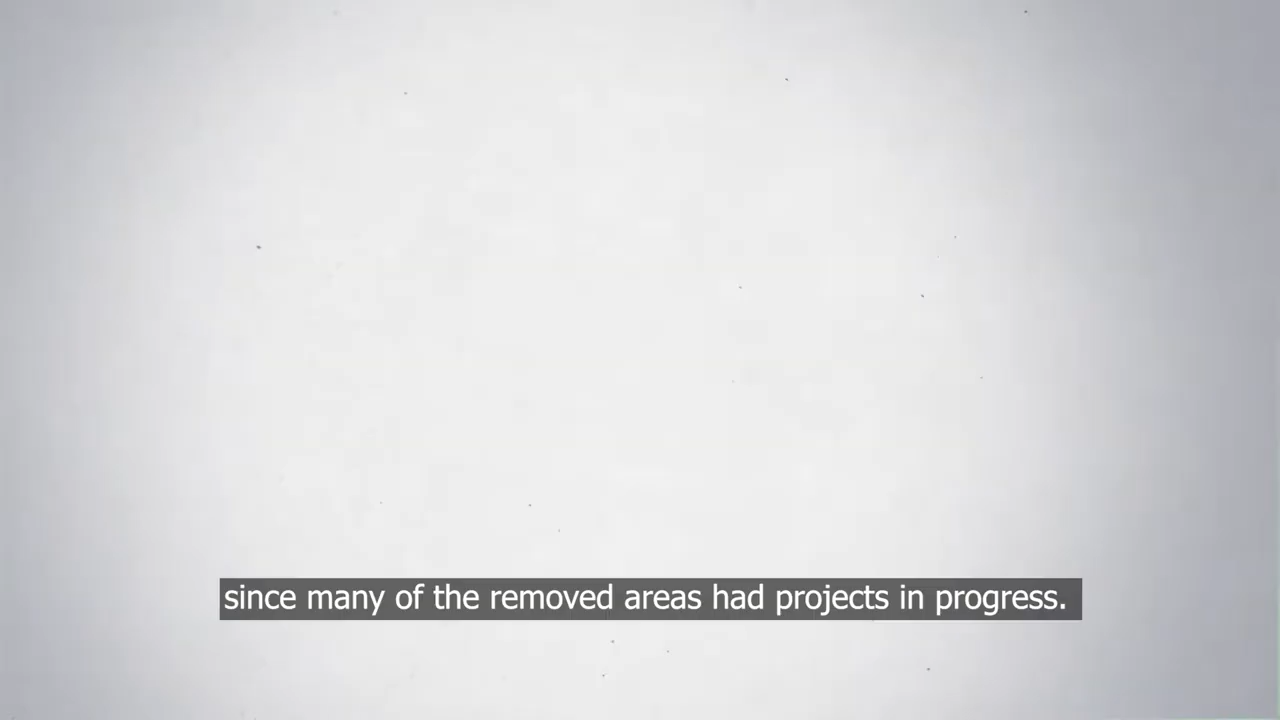 since many of the removed areas had projects in progress.